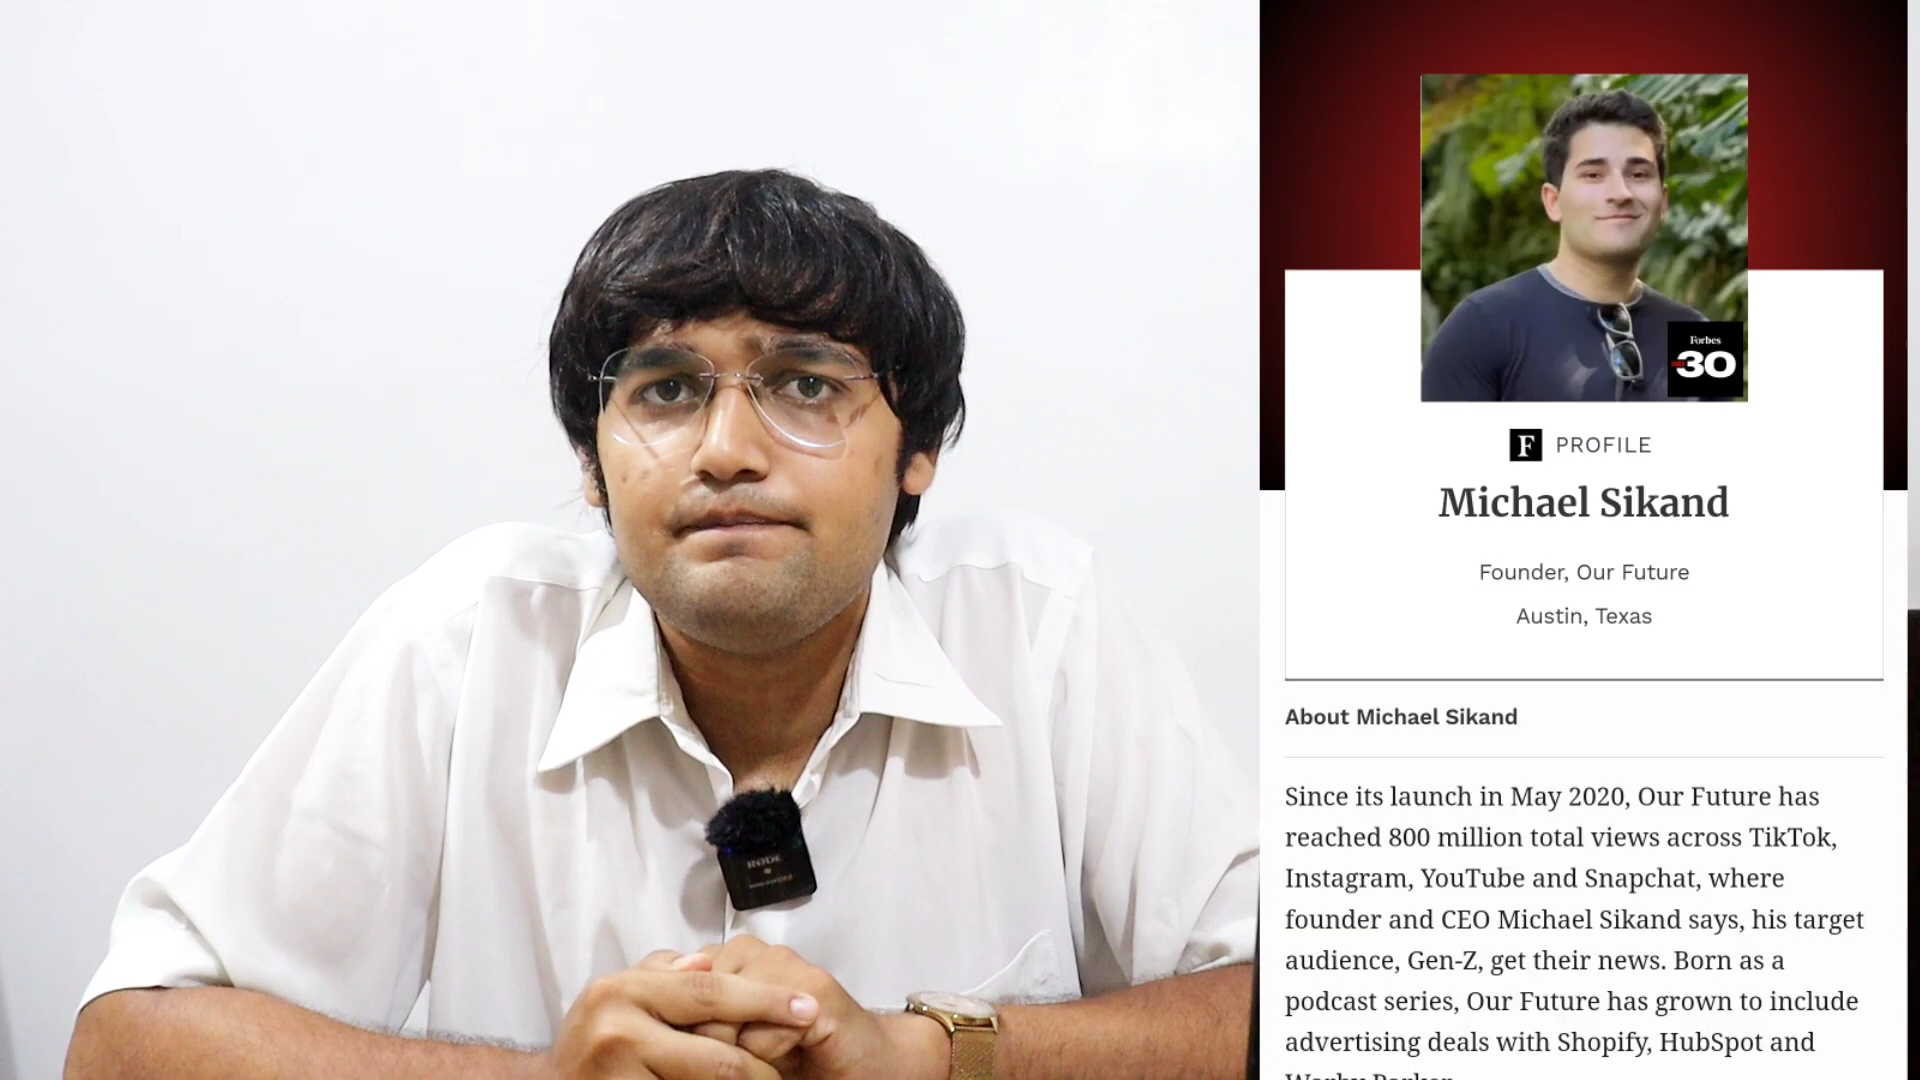 RØDE
Forbes
30
F PROFILE
Michael Sikand
Founder, Our Future
Austin, Texas
About Michael Sikand
Since its launch in May 2020, Our Future has
reached 800 million total views across TikTok,
Instagram, YouTube and Snapchat, where
founder and CEO Michael Sikand says, his target
audience, Gen-Z, get their news. Born as a
podcast series, Our Future has grown to include
advertising deals with Shopify, HubSpot and